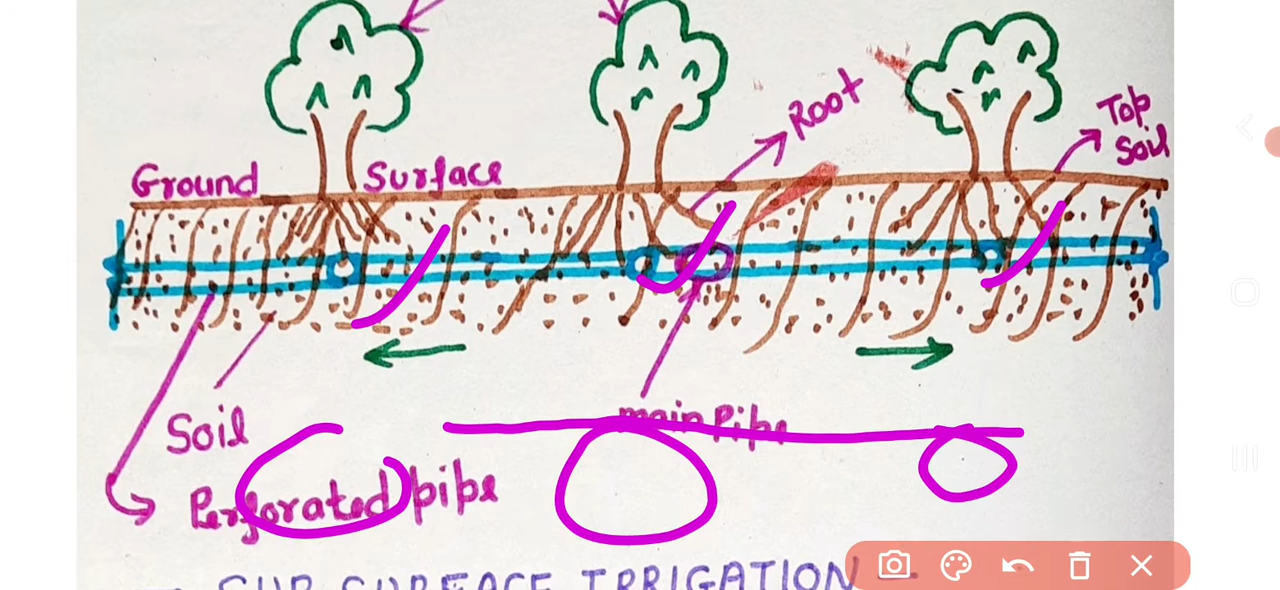 Root
Top
Soil
Ground Surface
main Pipe
Soil
Perforated pipe
SUB SURFACE IRRIGATION